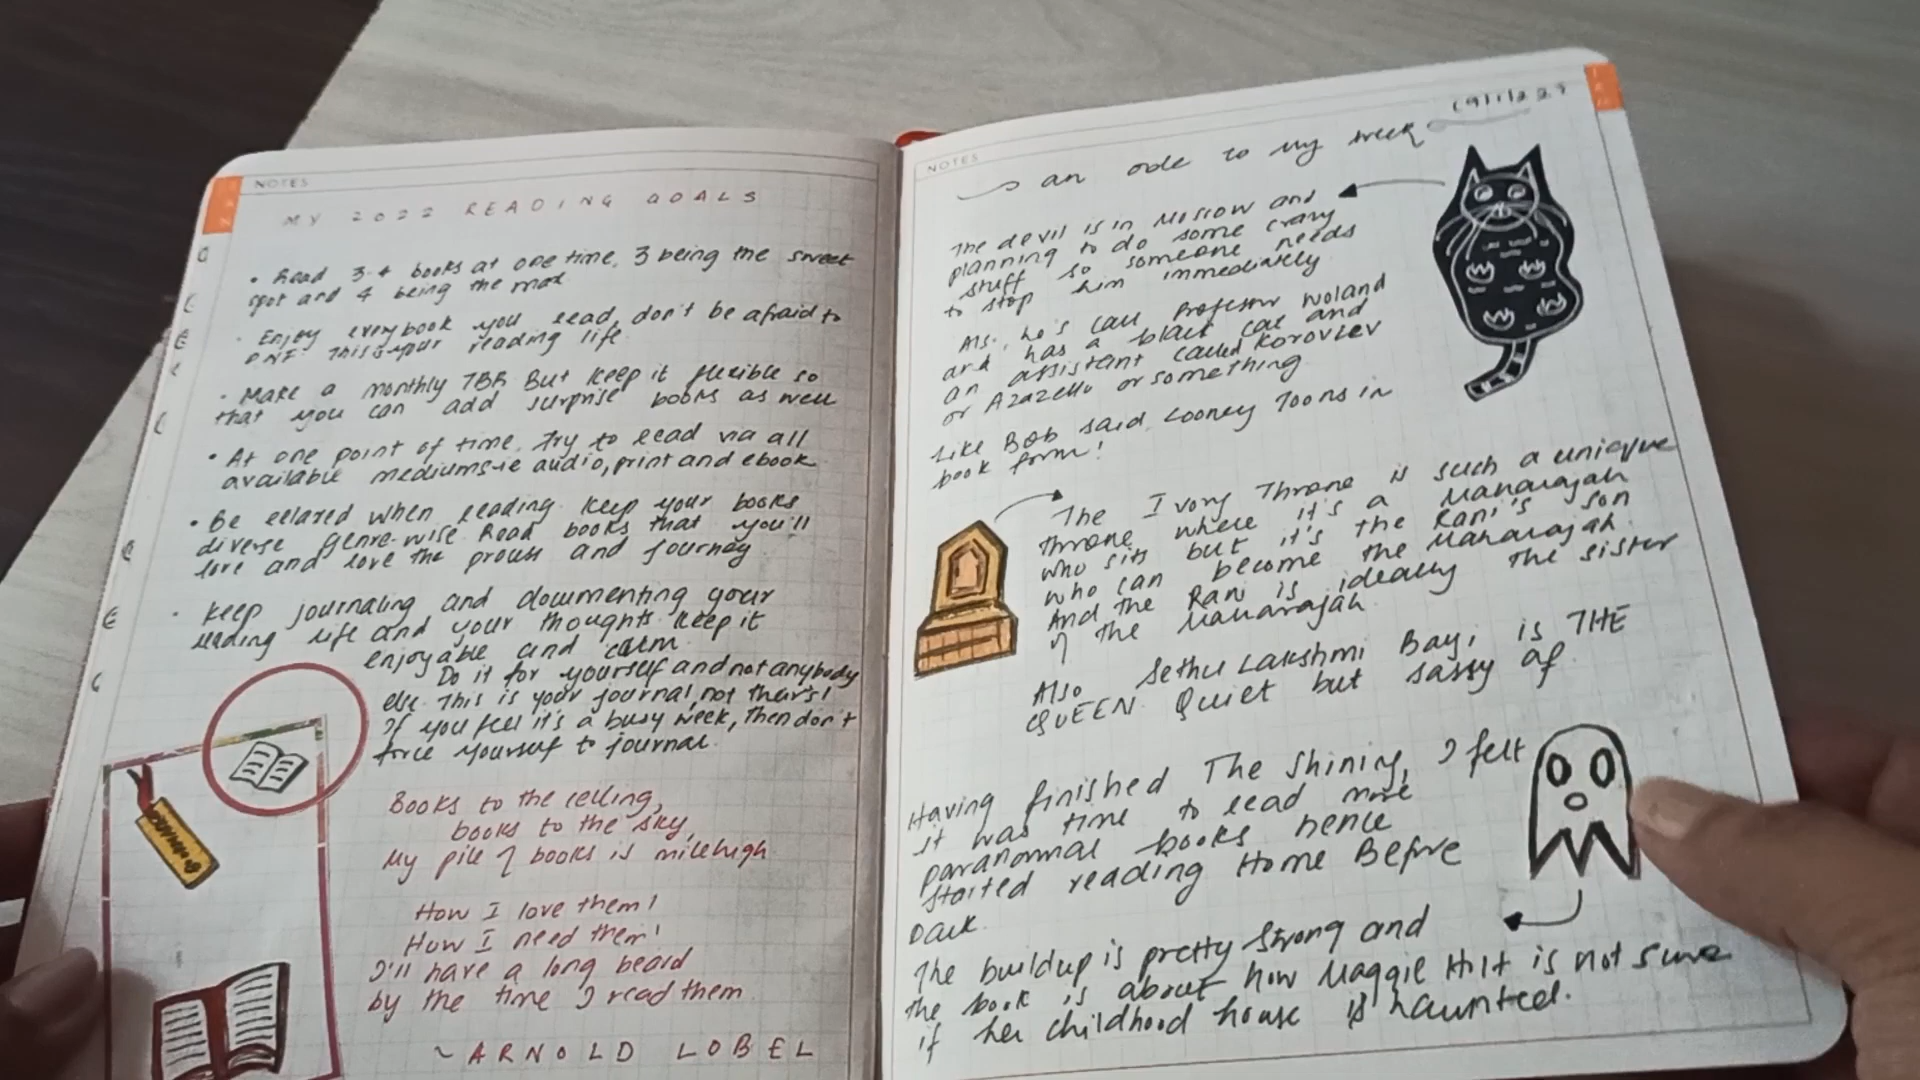 NOTES
MY 2022 READING GOALS
• Read 3-4 books at one time, 3 being the sweet
spot and 4 being the max
• Enjoy every book you read, don't be afraid to
DNF. This is your reading life.
• Make a monthly TBR But keep it flexible so
that you can add surprise books as well
• At one point of time, try to read via all
available mediums-ie audio, print and ebook
• Be relaxed when reading. Keep your books
diverse genre-wise. Read books that you'll
love and love the process and journey
• Keep journaling and documenting your
reading life and your thoughts. Keep it
enjoyable and calm
Do it for yourself and not anybody
else. This is your journal, not theirs!
If you feel it's a busy week, then don't
force yourself to journal.
Books to the ceiling,
books to the sky,
My pile of books is mile high
How I love them!
How I need them!
I'll have a long beard
by the time I read them
~ ARNOLD LOBEL
NOTES
an ode to my week
The devil is in Moscow and
planning to do some crazy
stuff so someone needs
to stop him immediately
Als, he's call Professor Woland
and has a black cat and
an assistant called Korovlev
or Azazello or something
Like Bob said, Looney Toons in
book form!
The Ivory Throne is such a unique
throne where it's a Maharajah
who sits but it's the Rani's son
who can become the Maharajah.
And the Rani is ideally the sister
of the Maharajah.
Also Sethu Lakshmi Bayi, is THE
QUEEN. Quiet but sassy af
Having finished The Shining, I felt
it was time to read more
paranormal books hence
started reading Home Before
Dark.
The buildup is pretty strong and
the book is about how Maggie Holt is not sure
if her childhood house is haunted.